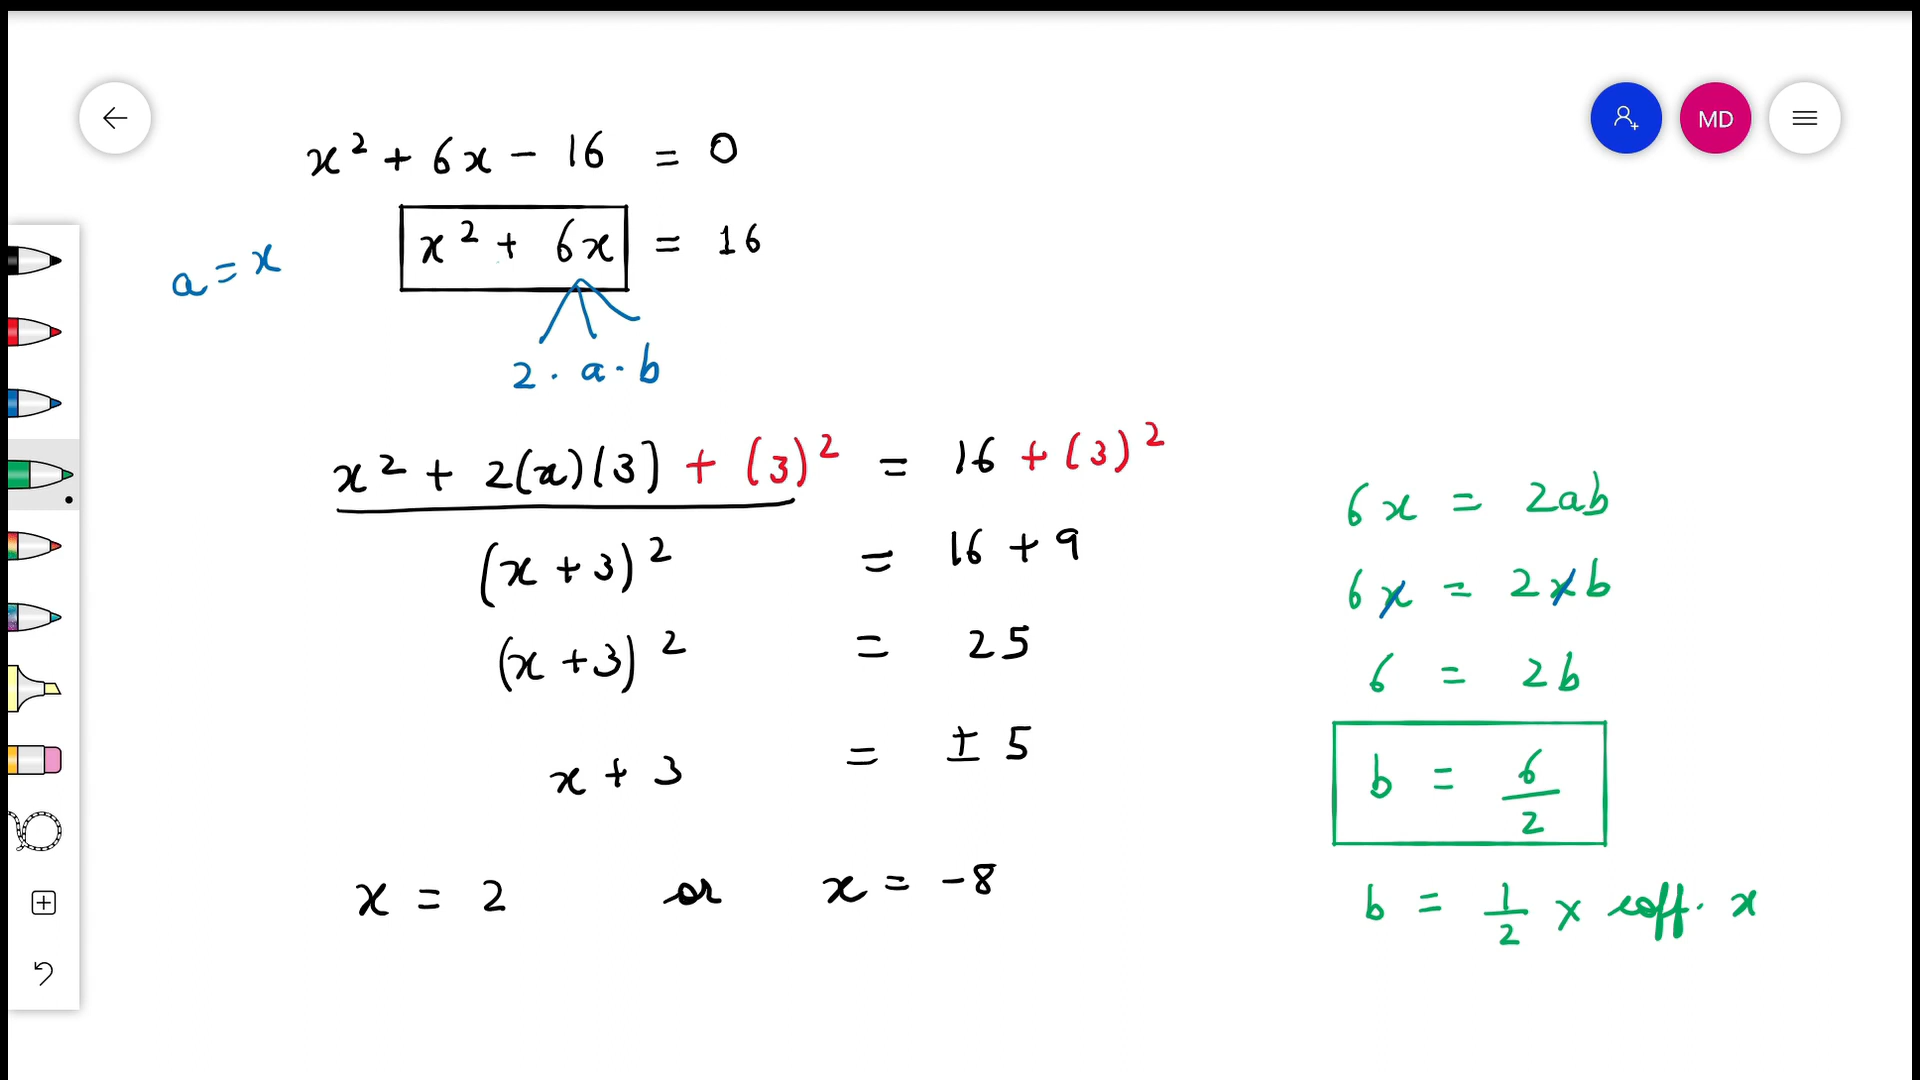 MD
x² + 6x - 16 = 0
x² + 6x = 16
a = x
2 · a · b
x² + 2(x)(3) + (3)² = 16 + (3)²
(x + 3)² = 16 + 9
(x + 3)² = 25
x + 3 = ± 5
x = 2 or x = -8
6x = 2ab
6x = 2xb
6 = 2b
b = 6/2
b = 1/2 × coff. x